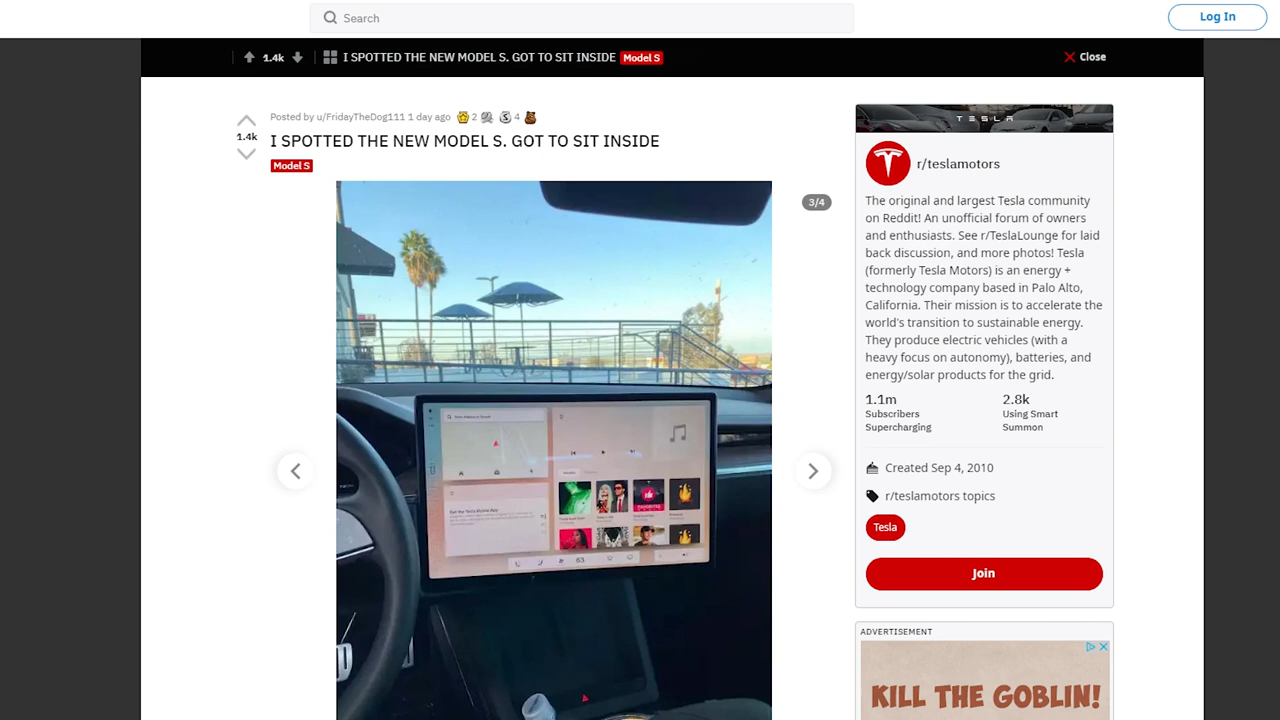 Search
Log In
1.4k
I SPOTTED THE NEW MODEL S. GOT TO SIT INSIDE Model S
Close
Posted by u/FridayTheDog111 1 day ago 2 4
1.4k
I SPOTTED THE NEW MODEL S. GOT TO SIT INSIDE
Model S
3/4
63
TESLA
r/teslamotors
The original and largest Tesla community
on Reddit! An unofficial forum of owners
and enthusiasts. See r/TeslaLounge for laid
back discussion, and more photos! Tesla
(formerly Tesla Motors) is an energy +
technology company based in Palo Alto,
California. Their mission is to accelerate the
world's transition to sustainable energy.
They produce electric vehicles (with a
heavy focus on autonomy), batteries, and
energy/solar products for the grid.
1.1m 2.8k
Subscribers Using Smart
Supercharging Summon
Created Sep 4, 2010
r/teslamotors topics
Tesla
Join
ADVERTISEMENT
KILL THE GOBLIN!